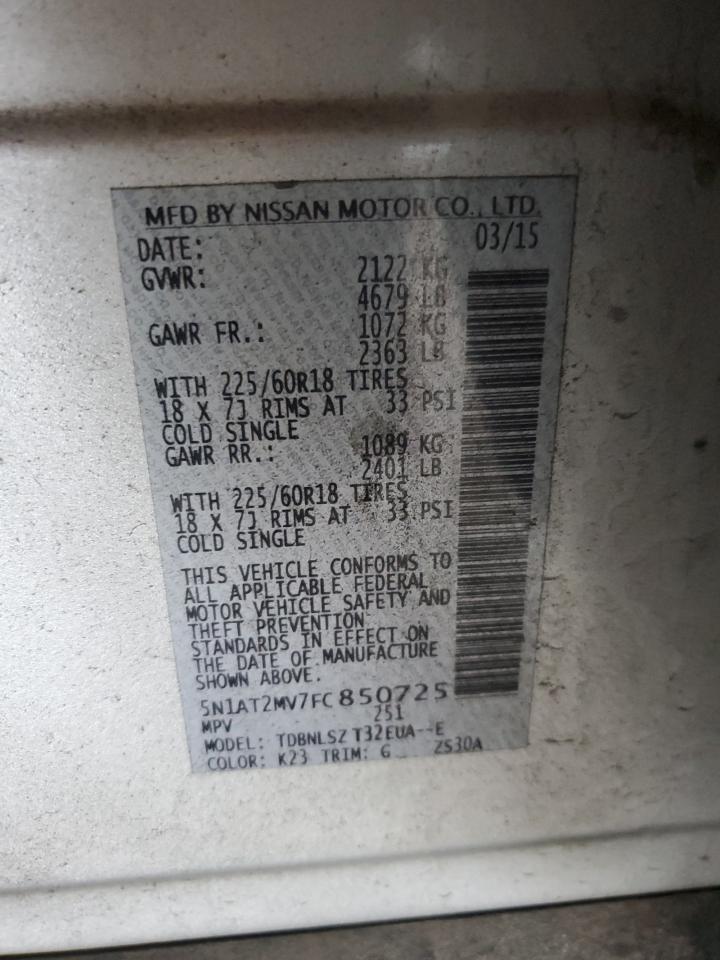 MFD BY NISSAN MOTOR CO., LTD.
DATE: 03/15
GVWR: 2122 KG
4679 LB
GAWR FR.: 1072 KG
2363 LB
WITH 225/60R18 TIRES
18 X 7J RIMS AT 33 PSI
COLD SINGLE
GAWR RR.: 1089 KG
2401 LB
WITH 225/60R18 TIRES
18 X 7J RIMS AT 33 PSI
COLD SINGLE
THIS VEHICLE CONFORMS TO
ALL APPLICABLE FEDERAL
MOTOR VEHICLE SAFETY AND
THEFT PREVENTION
STANDARDS IN EFFECT ON
THE DATE OF MANUFACTURE
SHOWN ABOVE.
5N1AT2MV7FC850725
MPV 251
MODEL: TDBNLSZ T32EUA--E
COLOR: K23 TRIM: G ZS30A